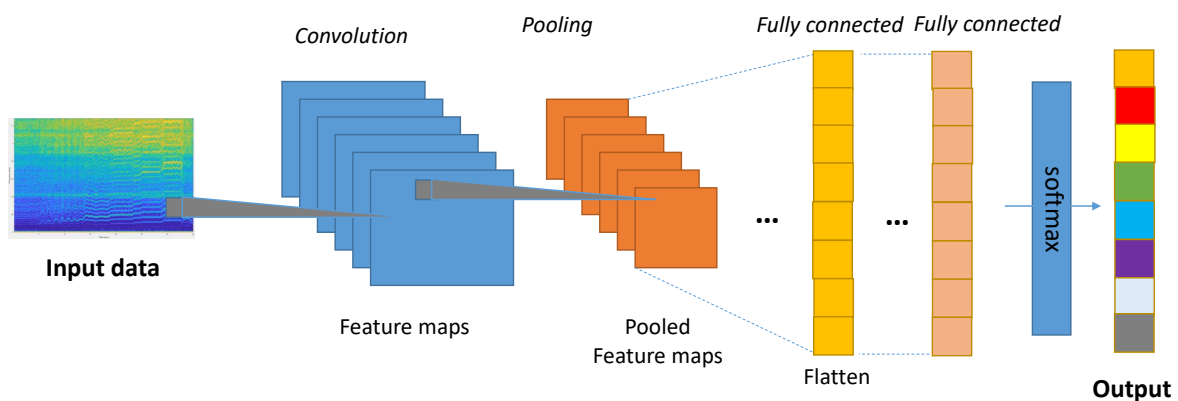 Convolution
Pooling
Fully connected
Fully connected
Input data
Feature maps
Pooled
Feature maps
...
Flatten
...
softmax
Output